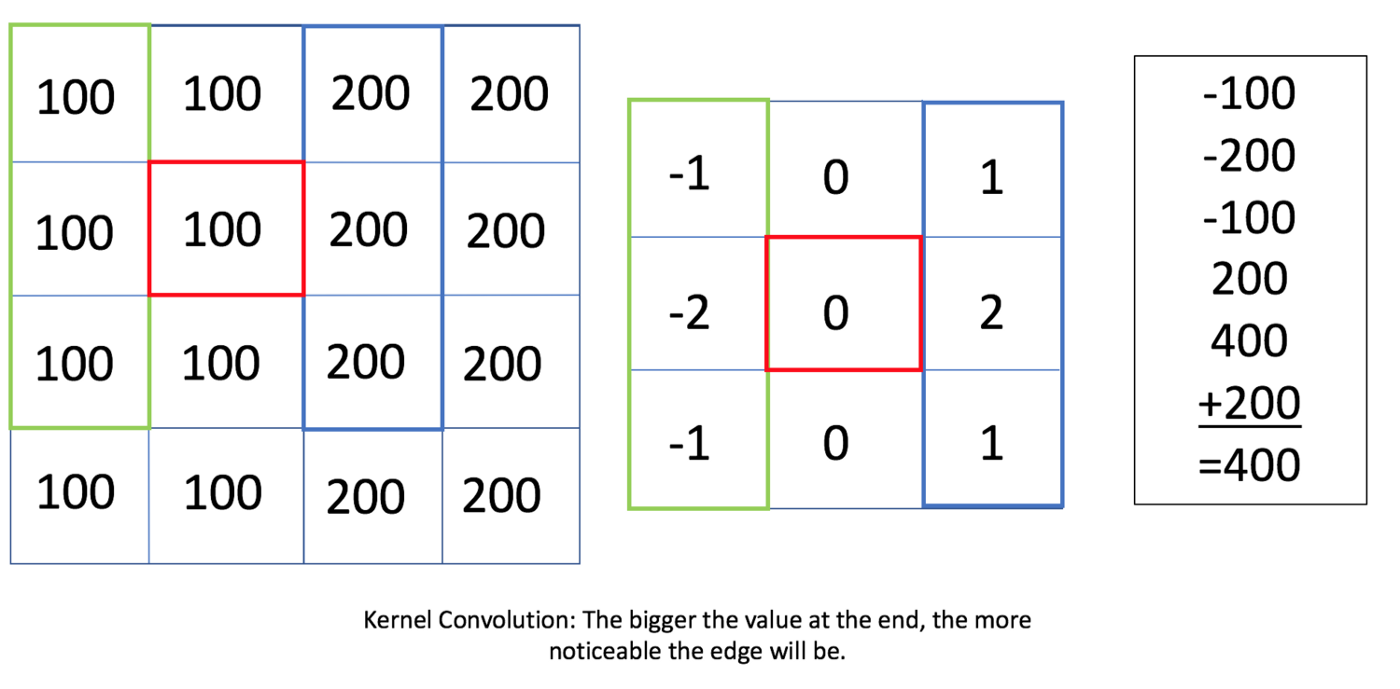 100 100 200 200
100 100 200 200
100 100 200 200
100 100 200 200
-1 0 1
-2 0 2
-1 0 1
-100
-200
-100
200
400
+200
=400
Kernel Convolution: The bigger the value at the end, the more
noticeable the edge will be.